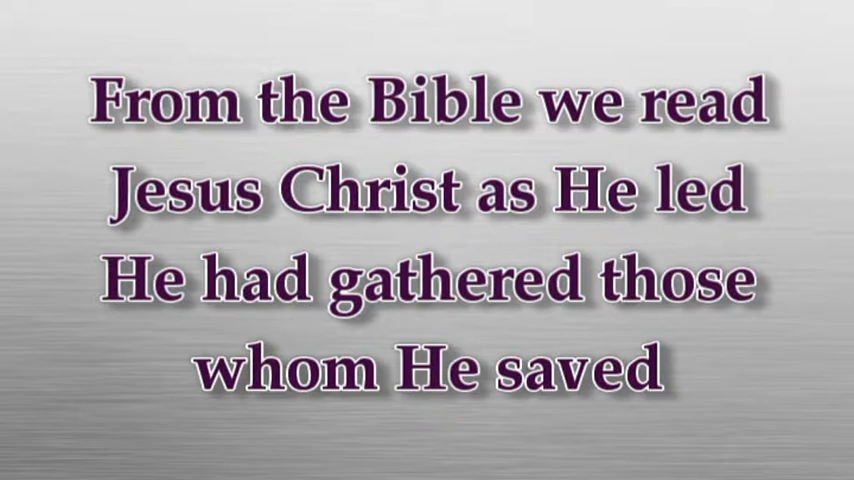 From the Bible we read
Jesus Christ as He led
He had gathered those
whom He saved